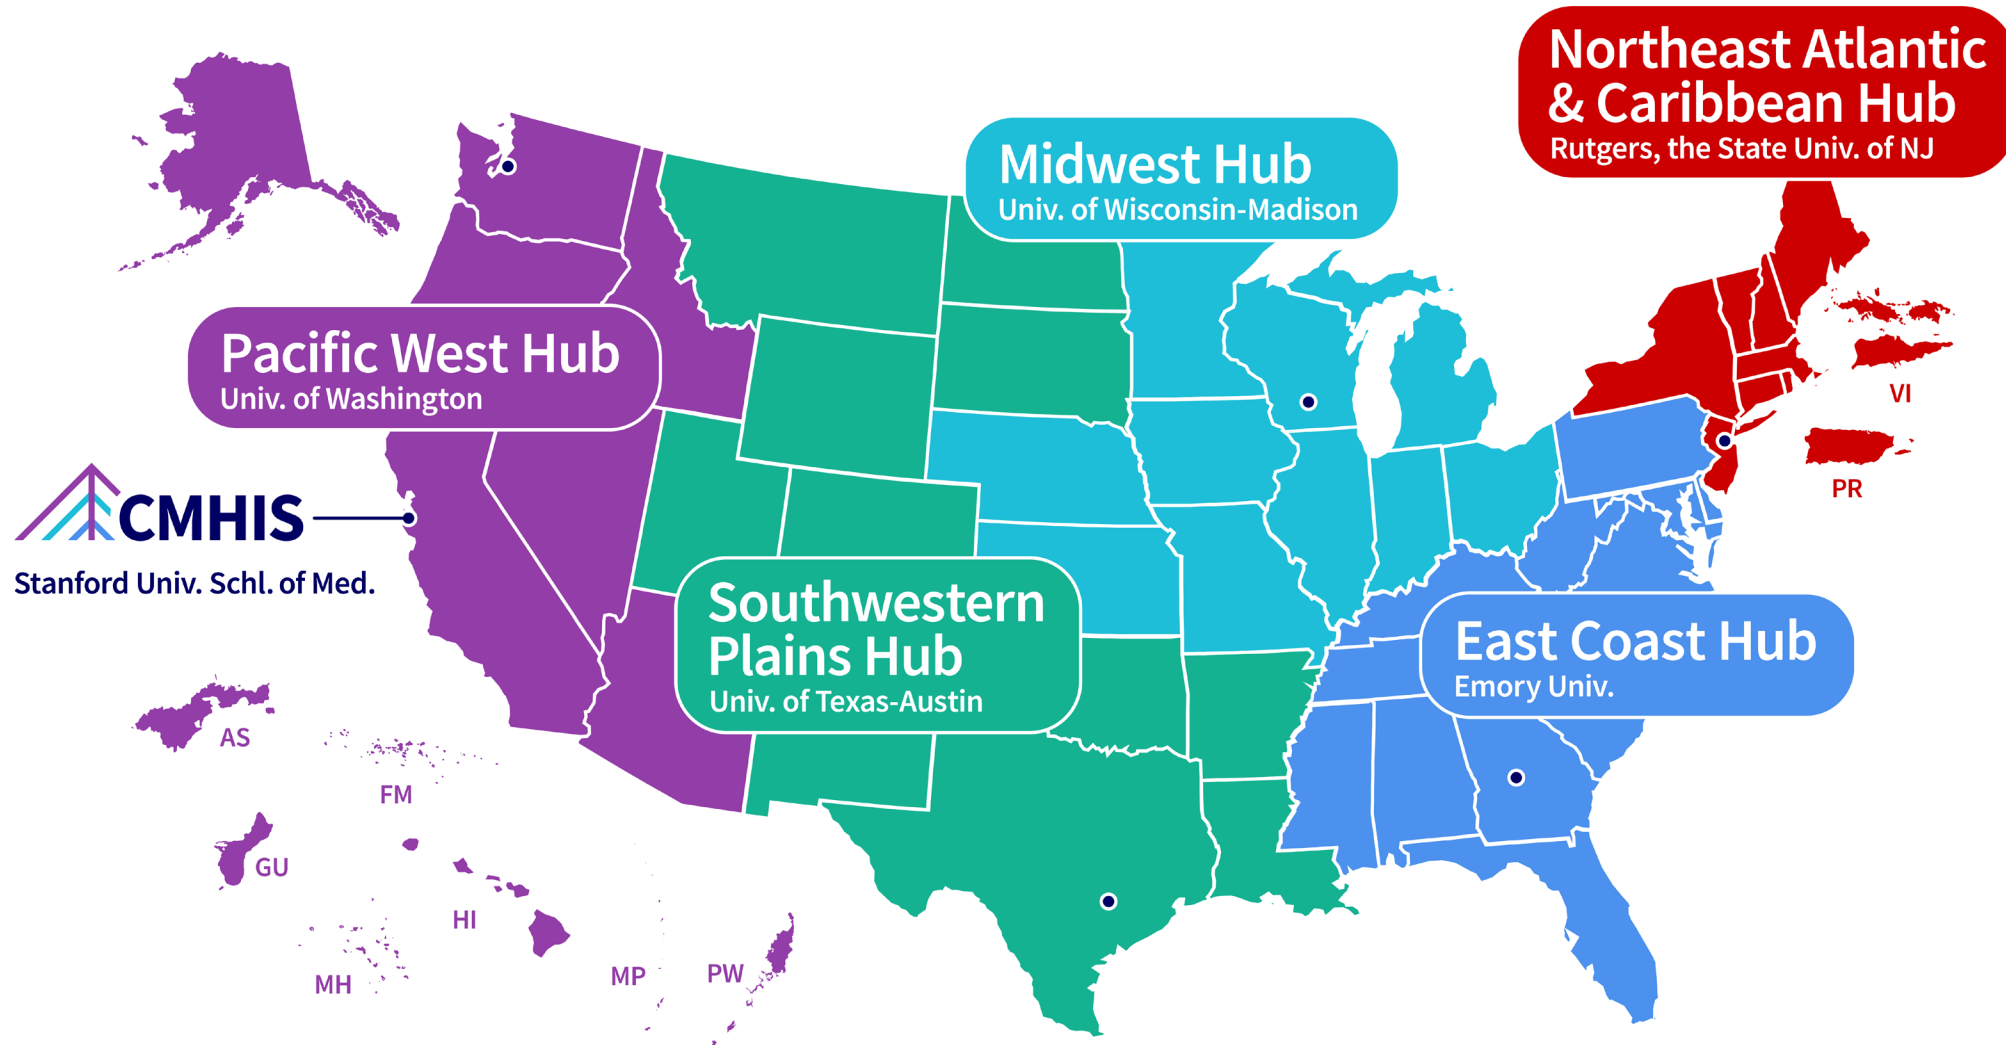 Northeast Atlantic
& Caribbean Hub
Rutgers, the State Univ. of NJ
Midwest Hub
Univ. of Wisconsin-Madison
Pacific West Hub
Univ. of Washington
VI
PR
CMHIS
Stanford Univ. Schl. of Med.
Southwestern
Plains Hub
Univ. of Texas-Austin
East Coast Hub
Emory Univ.
AS
FM
GU
HI
MH
MP
PW